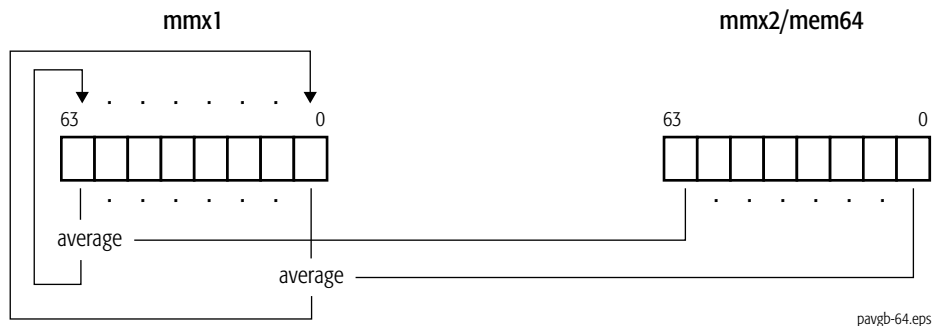 mmx1 mmx2/mem64
. . . . . .
63 0 63 0
. . . . . . . . . . . .
average
average
pavgb-64.eps